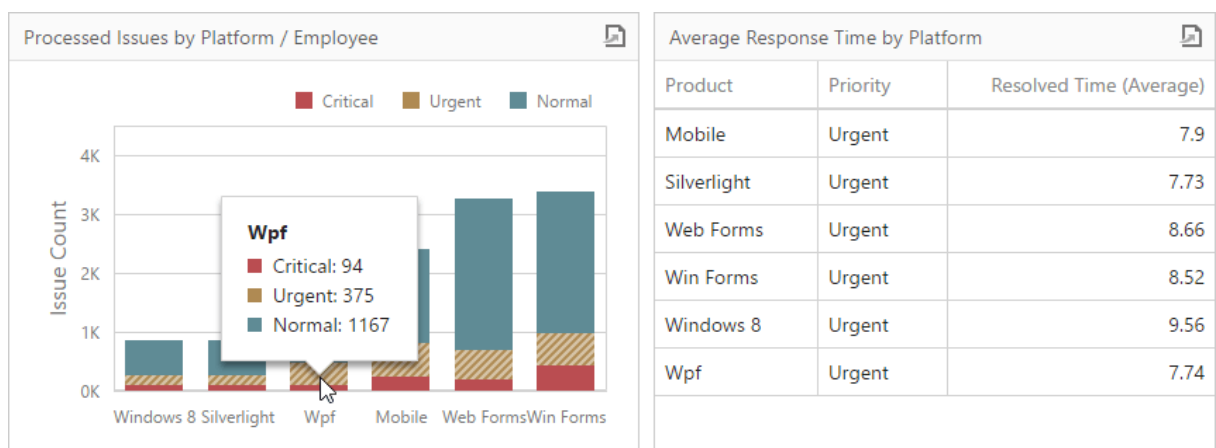 Processed Issues by Platform / Employee
Critical Urgent Normal
4K
3K
2K
1K
0K
Issue Count
Wpf
Critical: 94
Urgent: 375
Normal: 1167
Windows 8 Silverlight Wpf Mobile Web Forms Win Forms
Average Response Time by Platform
Product Priority Resolved Time (Average)
Mobile Urgent 7.9
Silverlight Urgent 7.73
Web Forms Urgent 8.66
Win Forms Urgent 8.52
Windows 8 Urgent 9.56
Wpf Urgent 7.74